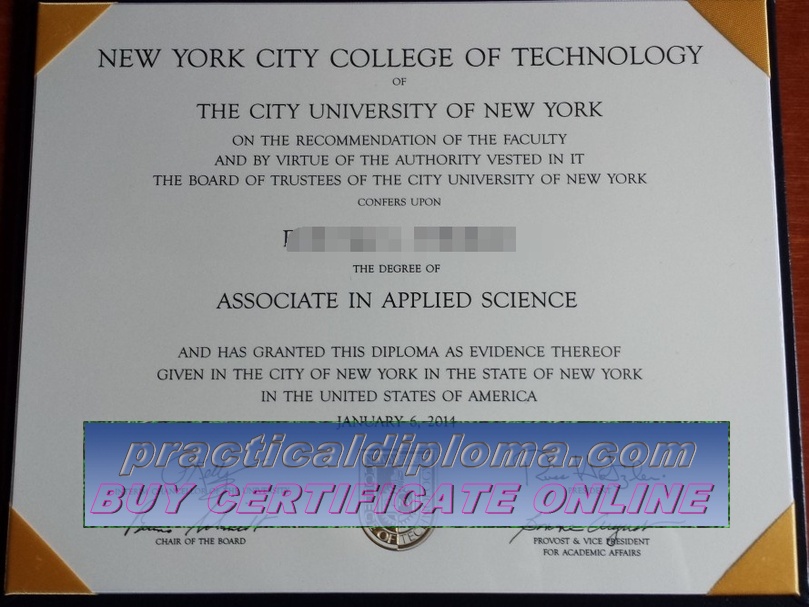 NEW YORK CITY COLLEGE OF TECHNOLOGY
OF
THE CITY UNIVERSITY OF NEW YORK
ON THE RECOMMENDATION OF THE FACULTY
AND BY VIRTUE OF THE AUTHORITY VESTED IN IT
THE BOARD OF TRUSTEES OF THE CITY UNIVERSITY OF NEW YORK
CONFERS UPON
THE DEGREE OF
ASSOCIATE IN APPLIED SCIENCE
AND HAS GRANTED THIS DIPLOMA AS EVIDENCE THEREOF
GIVEN IN THE CITY OF NEW YORK IN THE STATE OF NEW YORK
IN THE UNITED STATES OF AMERICA
JANUARY 6, 2014
practicaldiploma.com
BUY CERTIFICATE ONLINE
CHAIR OF THE BOARD
PROVOST & VICE PRESIDENT
FOR ACADEMIC AFFAIRS